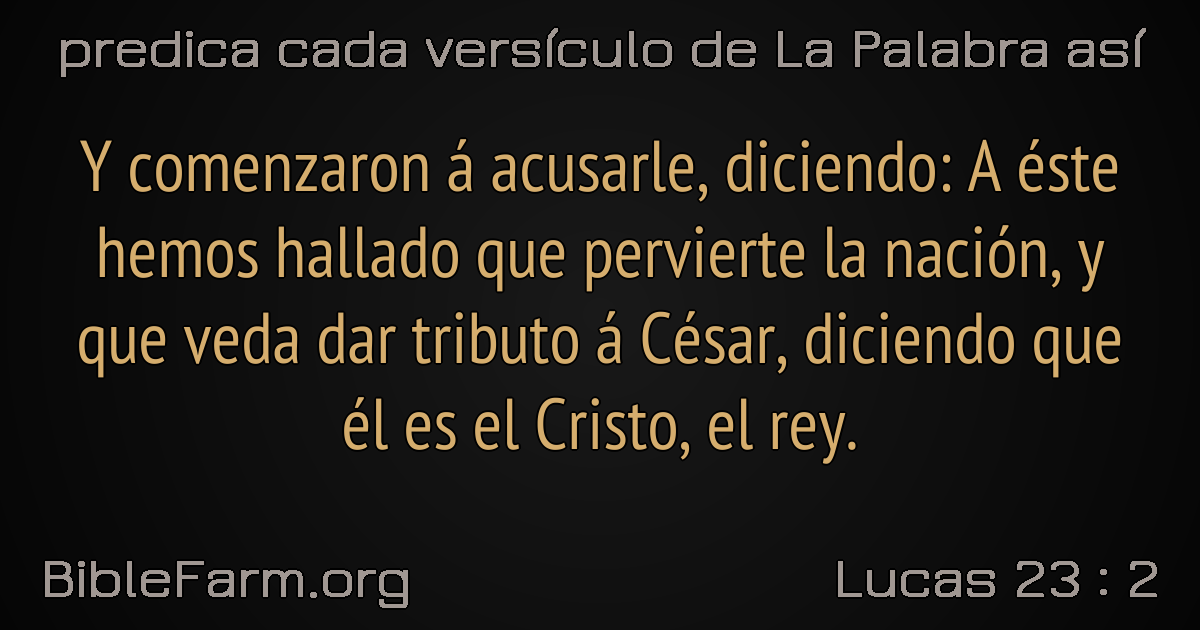 predica cada versículo de La Palabra así
Y comenzaron á acusarle, diciendo: A éste
hemos hallado que pervierte la nación, y
que veda dar tributo á César, diciendo que
él es el Cristo, el rey.
BibleFarm.org
Lucas 23 : 2